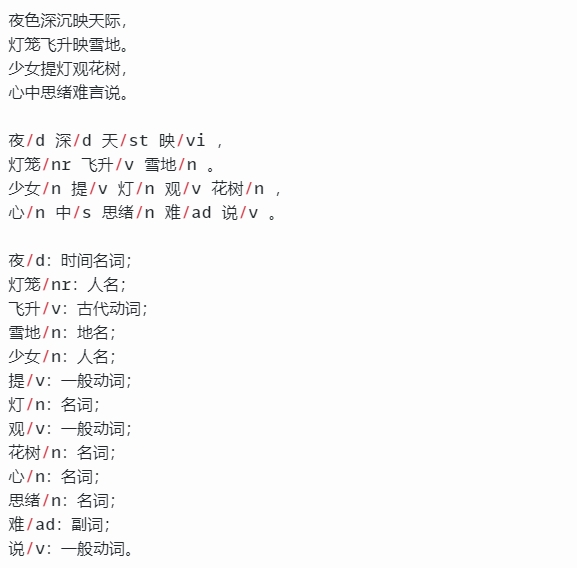 夜色深沉映天际，
灯笼飞升映雪地。
少女提灯观花树，
心中思绪难言说。
夜/d 深/d 天/st 映/vi ，
灯笼/nr 飞升/v 雪地/n 。
少女/n 提/v 灯/n 观/v 花树/n ，
心/n 中/s 思绪/n 难/ad 说/v 。
夜/d: 时间名词;
灯笼/nr: 人名;
飞升/v: 古代动词;
雪地/n: 地名;
少女/n: 人名;
提/v: 一般动词;
灯/n: 名词;
观/v: 一般动词;
花树/n: 名词;
心/n: 名词;
思绪/n: 名词;
难/ad: 副词;
说/v: 一般动词。